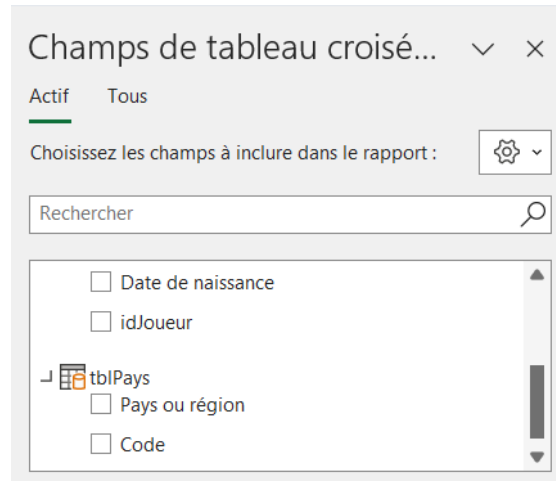 Champs de tableau croisé...
Actif Tous
Choisissez les champs à inclure dans le rapport :
Rechercher
Date de naissance
idJoueur
tblPays
Pays ou région
Code